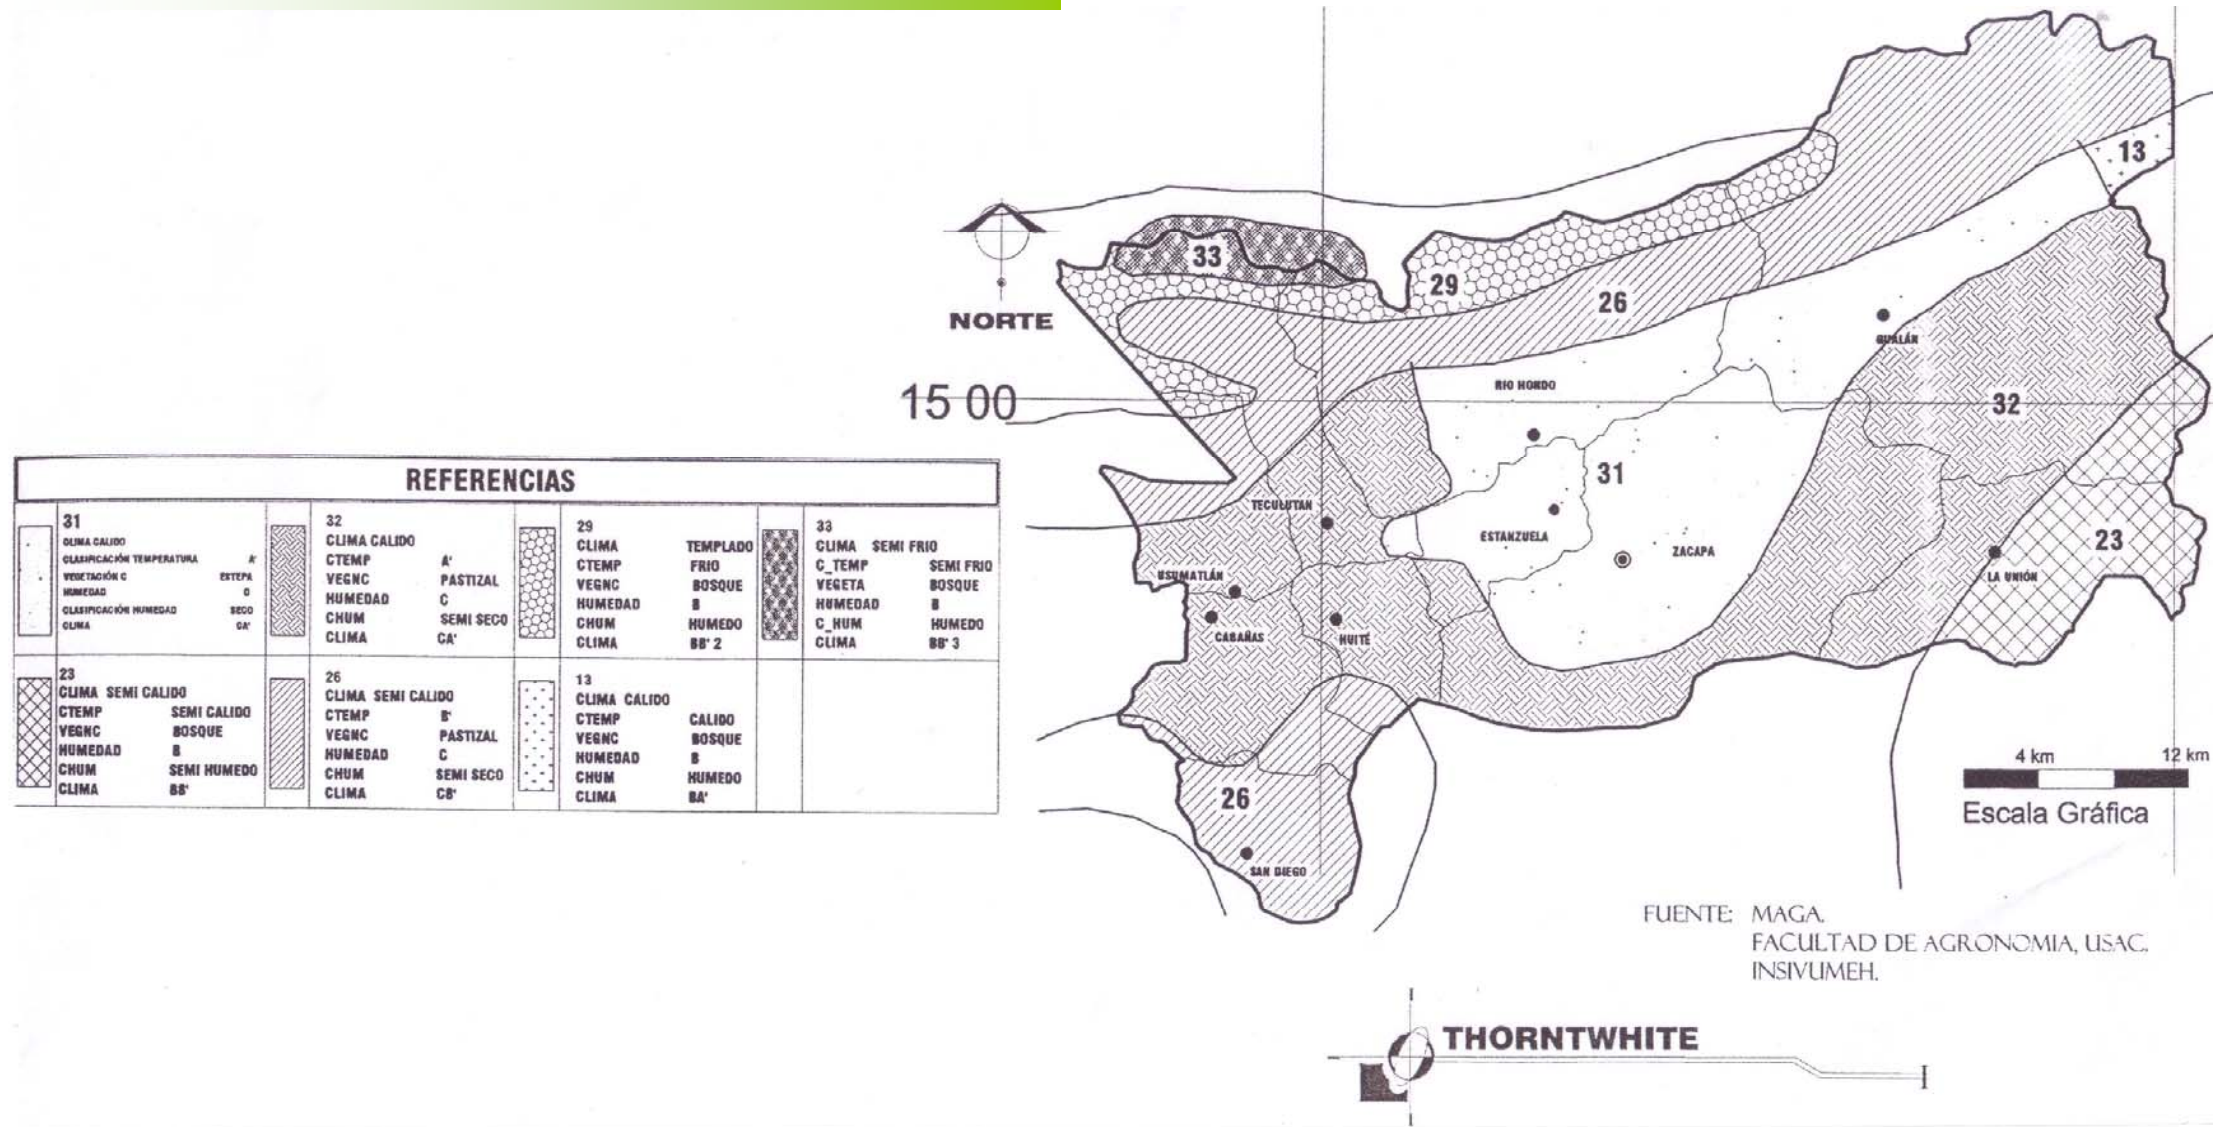 NORTE
15 00
33
29
26
13
GUALÁN
RIO HONDO
32
31
TECULUTAN
ESTANZUELA
ZACAPA
23
LA UNIÓN
USUMATLÁN
CABAÑAS
HUITÉ
26
SAN DIEGO
4 km 12 km
Escala Gráfica
REFERENCIAS
31
CLIMA CALIDO
CLASIFICACIÓN TEMPERATURA A'
VEGETACIÓN C ESTEPA
HUMEDAD D
CLASIFICACIÓN HUMEDAD SECO
CLIMA CA'
32
CLIMA CALIDO
CTEMP A'
VEGNC PASTIZAL
HUMEDAD C
CHUM SEMI SECO
CLIMA CA'
29
CLIMA TEMPLADO
CTEMP FRIO
VEGNC BOSQUE
HUMEDAD B
CHUM HUMEDO
CLIMA BB' 2
33
CLIMA SEMI FRIO
C_TEMP SEMI FRIO
VEGETA BOSQUE
HUMEDAD B
C_HUM HUMEDO
CLIMA BB' 3
23
CLIMA SEMI CALIDO
CTEMP SEMI CALIDO
VEGNC BOSQUE
HUMEDAD B
CHUM SEMI HUMEDO
CLIMA BB'
26
CLIMA SEMI CALIDO
CTEMP B'
VEGNC PASTIZAL
HUMEDAD C
CHUM SEMI SECO
CLIMA CB'
13
CLIMA CÁLIDO
CTEMP CALIDO
VEGNC BOSQUE
HUMEDAD B
CHUM HUMEDO
CLIMA BA'
FUENTE: MAGA.
FACULTAD DE AGRONOMIA, USAC.
INSIVUMEH.
THORNTWHITE